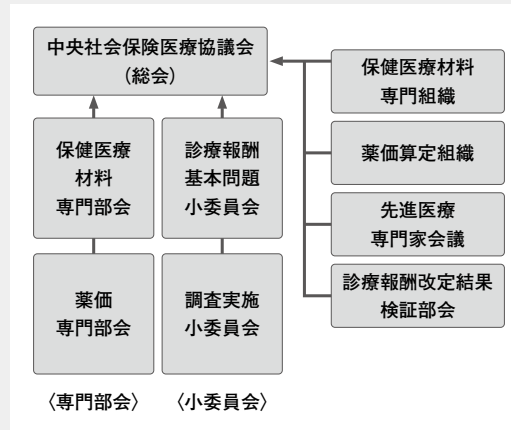 中央社会保険医療協議会
（総会）
保健医療
材料
専門部会
診療報酬
基本問題
小委員会
薬価
専門部会
調査実施
小委員会
〈専門部会〉
〈小委員会〉
保健医療材料
専門組織
薬価算定組織
先進医療
専門家会議
診療報酬改定結果
検証部会